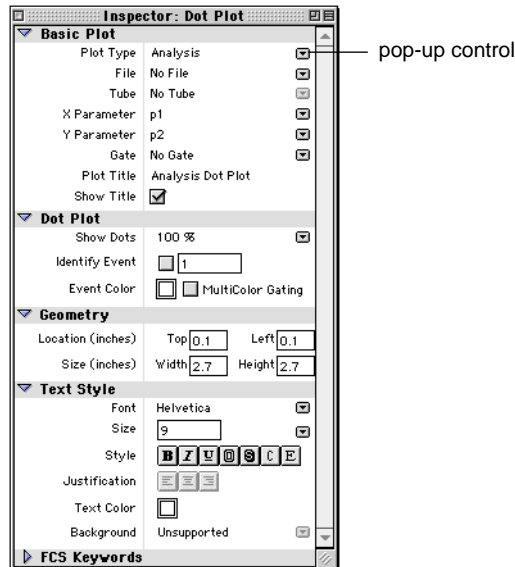 Inspector: Dot Plot
Basic Plot
Plot Type Analysis
pop-up control
File No File
Tube No Tube
X Parameter p1
Y Parameter p2
Gate No Gate
Plot Title Analysis Dot Plot
Show Title
Dot Plot
Show Dots 100 %
Identify Event 1
Event Color MultiColor Gating
Geometry
Location (inches) Top 0.1 Left 0.1
Size (inches) Width 2.7 Height 2.7
Text Style
Font Helvetica
Size 9
Style B I U O S C E
Justification
Text Color
Background Unsupported
FCS Keywords